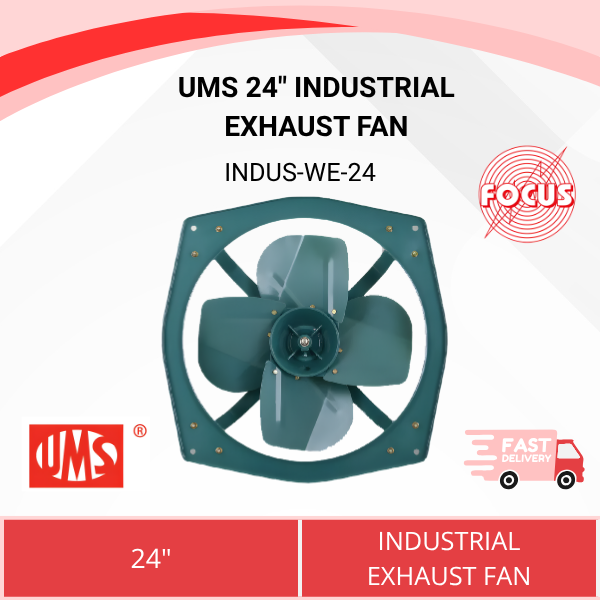 UMS 24" INDUSTRIAL
EXHAUST FAN
INDUS-WE-24
FOCUS
UMS ®
FAST
DELIVERY
24"
INDUSTRIAL
EXHAUST FAN